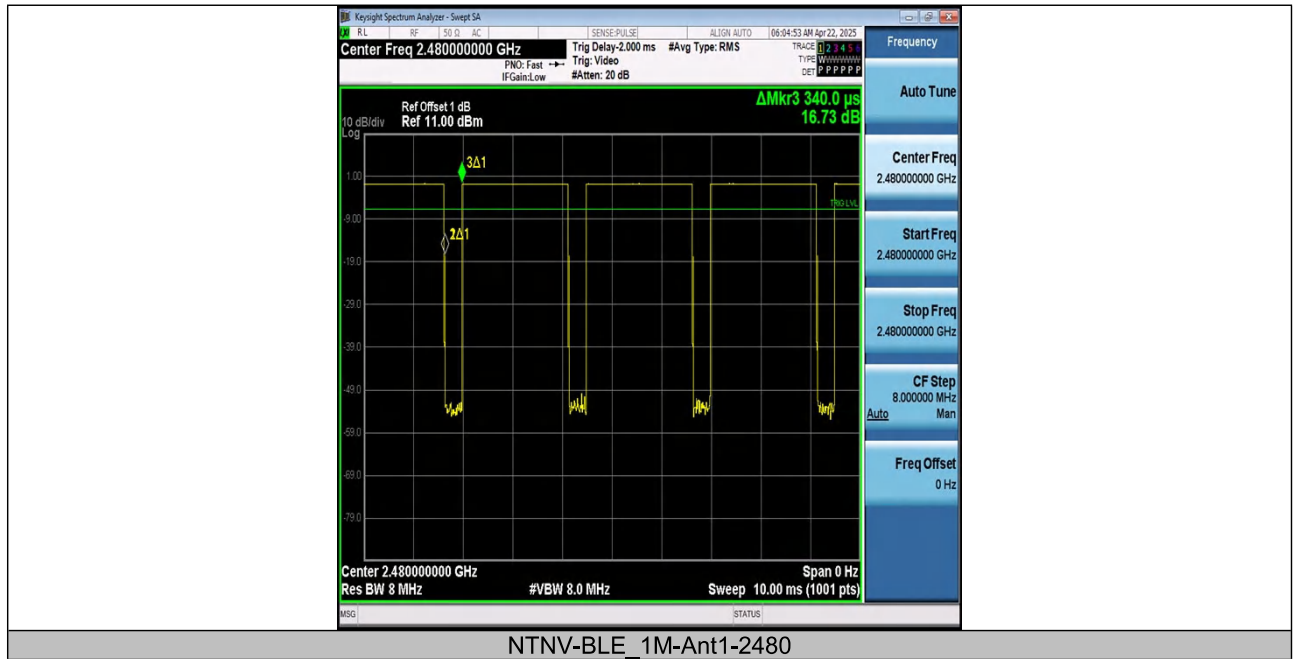 Keysight Spectrum Analyzer - Swept SA
RL RF 50 Ω AC SENSE:PULSE ALIGN AUTO 06:04:53 AM Apr 22, 2025
Center Freq 2.480000000 GHz
PNO: Fast
IFGain:Low
Trig Delay-2.000 ms
Trig: Video
#Atten: 20 dB
#Avg Type: RMS
TRACE 1 2 3 4 5 6
TYPE WWWWWW
DET P P P P P P
Frequency
ΔMkr3 340.0 µs
16.73 dB
Ref Offset 1 dB
10 dB/div Ref 11.00 dBm
Log
3Δ1
1.00
TRIG LVL
-9.00
2Δ1
-19.0
-29.0
-39.0
-49.0
-59.0
-69.0
-79.0
Center 2.480000000 GHz Span 0 Hz
Res BW 8 MHz #VBW 8.0 MHz Sweep 10.00 ms (1001 pts)
MSG STATUS
Auto Tune
Center Freq
2.480000000 GHz
Start Freq
2.480000000 GHz
Stop Freq
2.480000000 GHz
CF Step
8.000000 MHz
Auto Man
Freq Offset
0 Hz
NTNV-BLE_1M-Ant1-2480